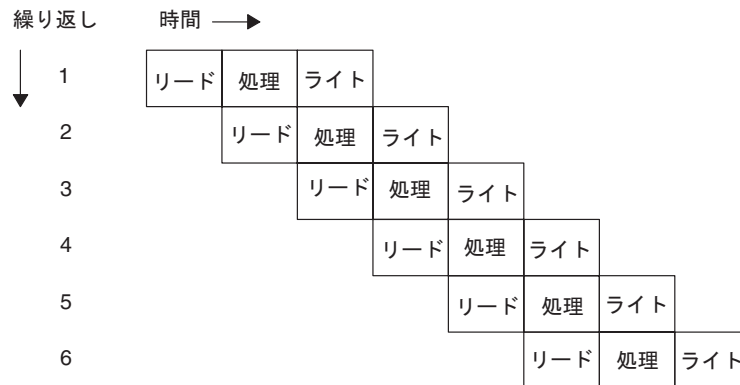 繰り返し 時間
1 リード 処理 ライト
2 リード 処理 ライト
3 リード 処理 ライト
4 リード 処理 ライト
5 リード 処理 ライト
6 リード 処理 ライト